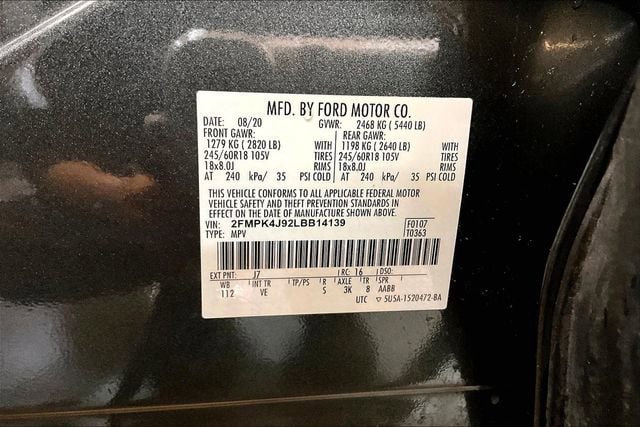 MFD. BY FORD MOTOR CO.
DATE: 08/20 GVWR: 2468 KG ( 5440 LB)
FRONT GAWR: REAR GAWR:
1279 KG ( 2820 LB) WITH 1198 KG ( 2640 LB) WITH
245/60R18 105V TIRES 245/60R18 105V TIRES
18x8.0J RIMS 18x8.0J RIMS
AT 240 kPa/ 35 PSI COLD AT 240 kPa/ 35 PSI COLD
THIS VEHICLE CONFORMS TO ALL APPLICABLE FEDERAL MOTOR
VEHICLE SAFETY AND THEFT PREVENTION STANDARDS IN
EFFECT ON THE DATE OF MANUFACTURE SHOWN ABOVE.
VIN: 2FMPK4J92LBB14139 F0107
TYPE: MPV T0363
EXT PNT: J7 RC: 16 DSO:
WB INT TR TP/PS R AXLE TR SPR
112 VE 5 3K 8 AABB
UTC ▽ 5U5A-1520472-BA